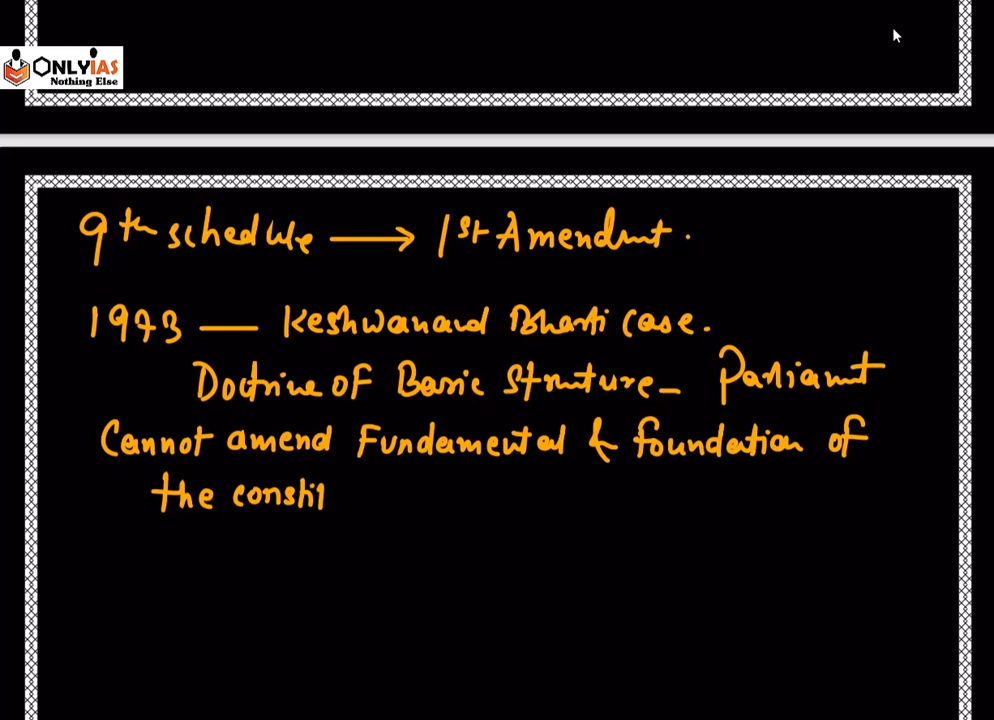 ONLYIAS
Nothing Else
9th schedule → 1st Amendment.
1973 — Keshwanand Bharti case.
Doctrine of Basic Structure - Parliament
Cannot amend Fundamental & foundation of
the consti